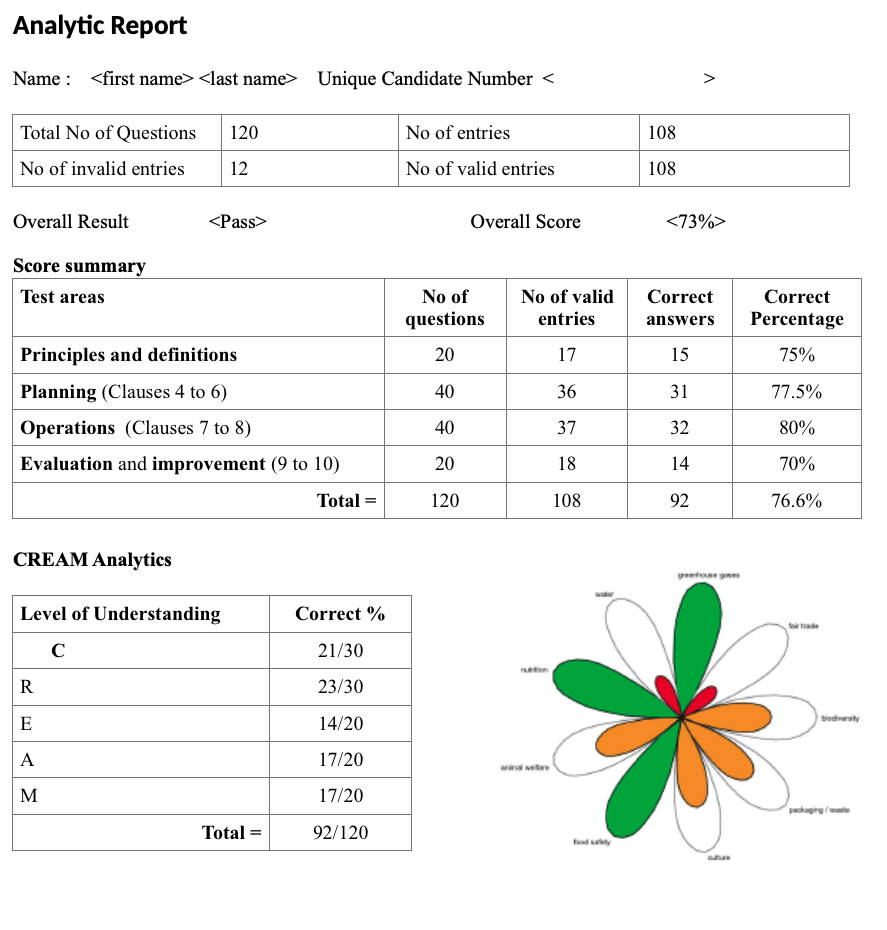 Analytic Report
Name : <first name> <last name> Unique Candidate Number < >
Total No of Questions 120 No of entries 108
No of invalid entries 12 No of valid entries 108
Overall Result <Pass> Overall Score <73%>
Score summary
Test areas No of questions No of valid entries Correct answers Correct Percentage
Principles and definitions 20 17 15 75%
Planning (Clauses 4 to 6) 40 36 31 77.5%
Operations (Clauses 7 to 8) 40 37 32 80%
Evaluation and improvement (9 to 10) 20 18 14 70%
Total = 120 108 92 76.6%
CREAM Analytics
Level of Understanding Correct %
C 21/30
R 23/30
E 14/20
A 17/20
M 17/20
Total = 92/120
greenhouse gases
water
fair trade
nutrition
biodiversity
animal welfare
packaging / waste
food safety
culture